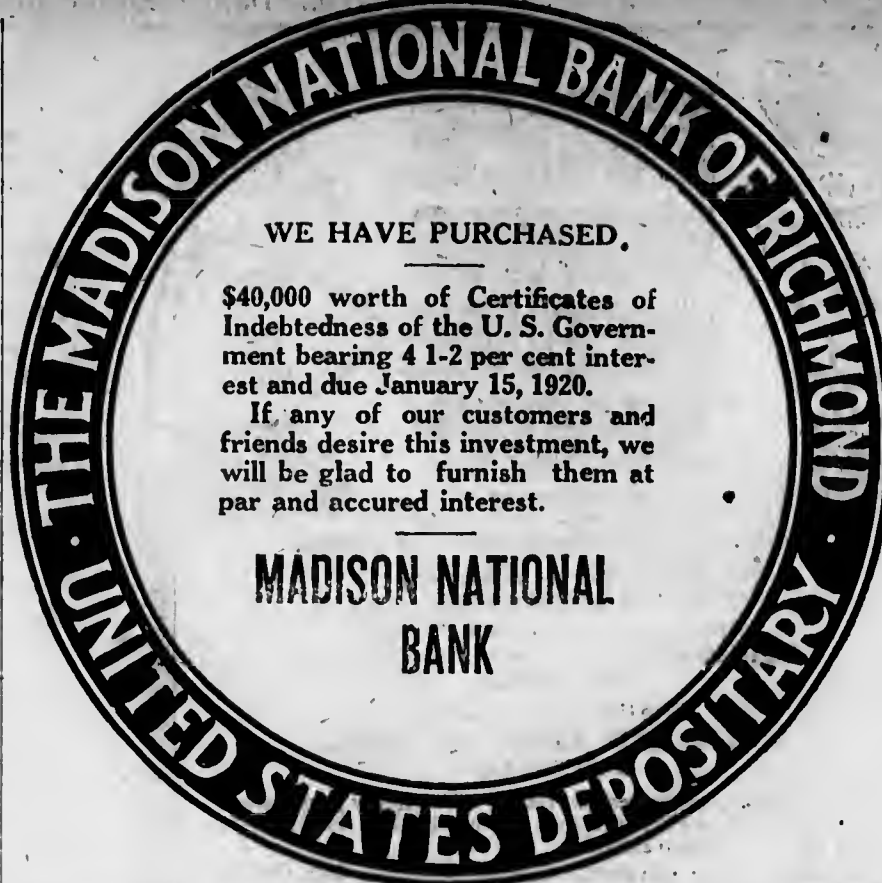 THE MADISON NATIONAL BANK OF RICHMOND
WE HAVE PURCHASED.
$40,000 worth of Certificates of
Indebtedness of the U. S. Govern-
ment bearing 4 1-2 per cent inter-
est and due January 15, 1920.
If any of our customers and
friends desire this investment, we
will be glad to furnish them at
par and accured interest.
MADISON NATIONAL
BANK
· UNITED STATES DEPOSITARY ·